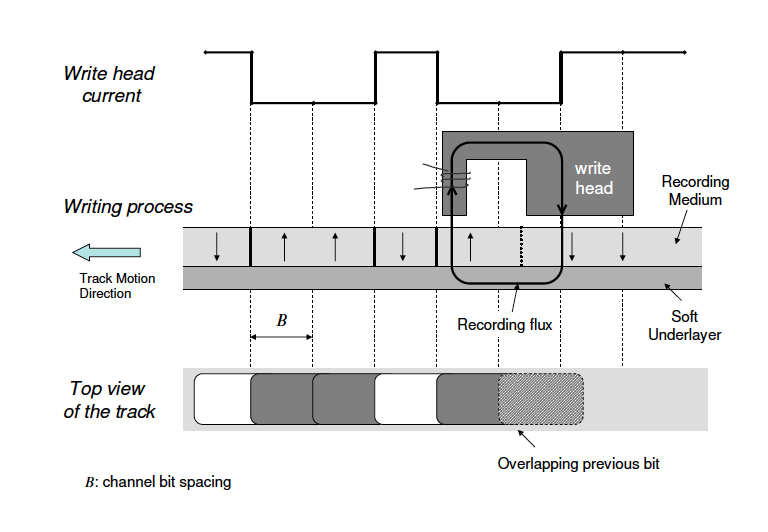 Write head
current
write
head
Recording
Medium
Writing process
Track Motion
Direction
B
Recording flux
Soft
Underlayer
Top view
of the track
Overlapping previous bit
B: channel bit spacing